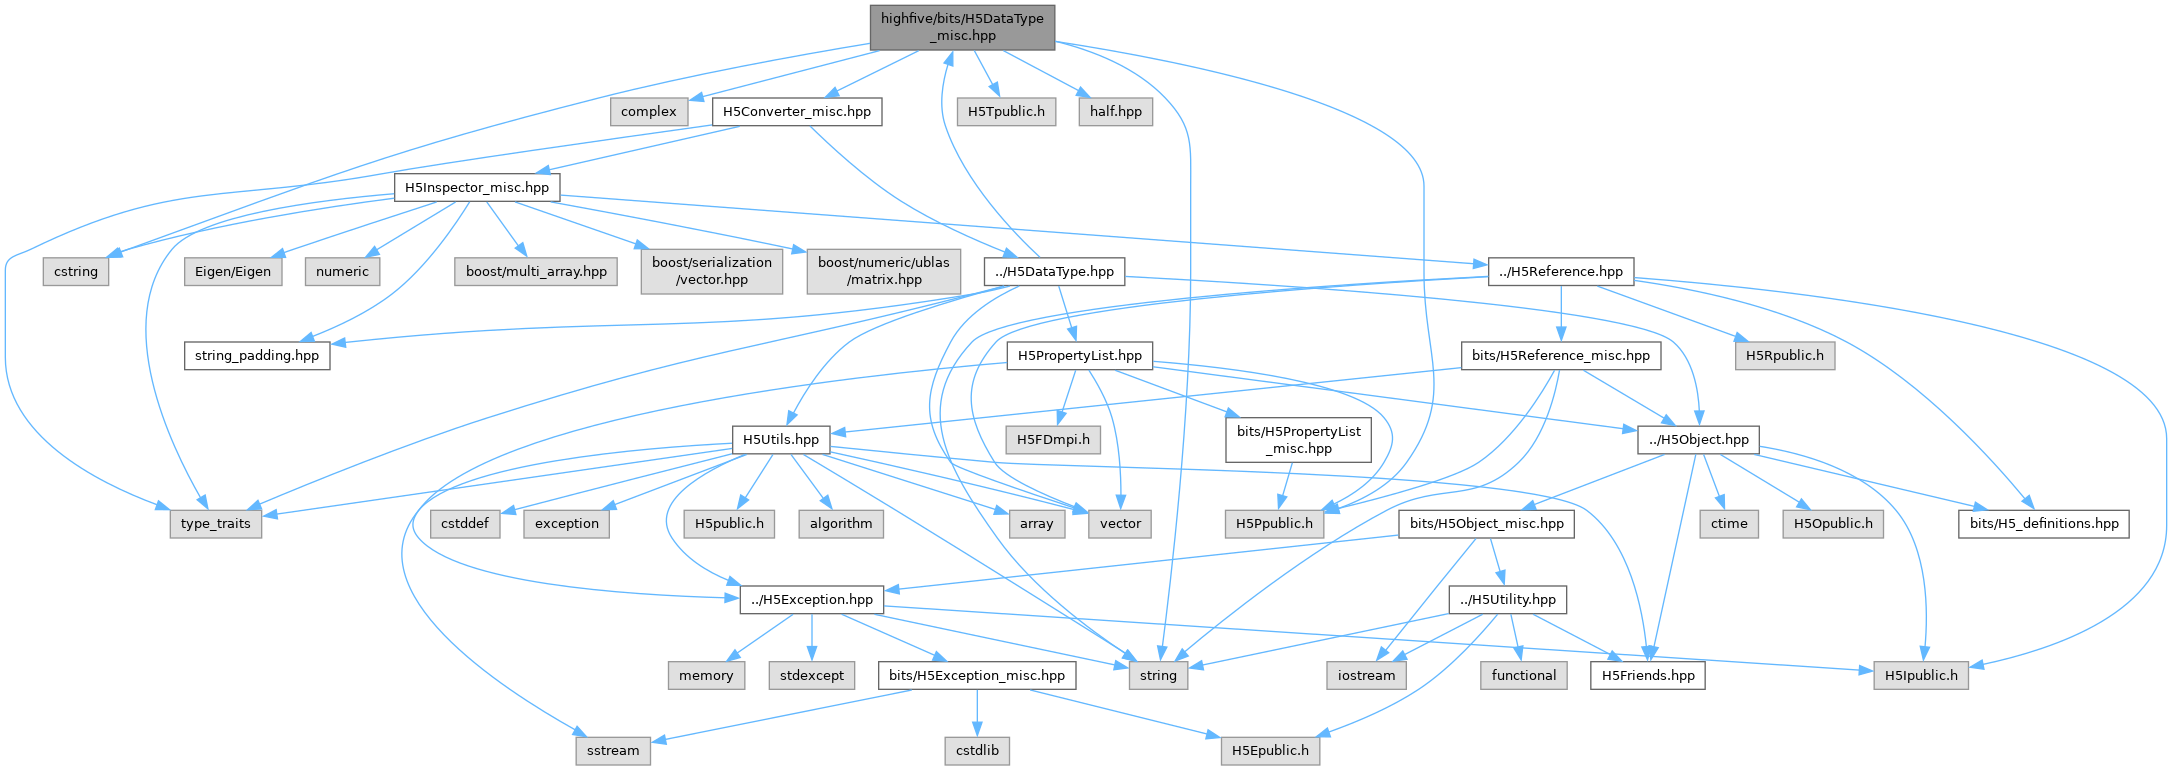 highfive/bits/H5DataType
_misc.hpp
complex
H5Converter_misc.hpp
H5Tpublic.h
half.hpp
H5Inspector_misc.hpp
cstring
Eigen/Eigen
numeric
boost/multi_array.hpp
boost/serialization
/vector.hpp
boost/numeric/ublas
/matrix.hpp
../H5DataType.hpp
../H5Reference.hpp
string_padding.hpp
H5PropertyList.hpp
bits/H5Reference_misc.hpp
H5Rpublic.h
H5Utils.hpp
H5FDmpi.h
bits/H5PropertyList
_misc.hpp
../H5Object.hpp
type_traits
cstddef
exception
H5public.h
algorithm
array
vector
H5Ppublic.h
bits/H5Object_misc.hpp
ctime
H5Opublic.h
bits/H5_definitions.hpp
../H5Exception.hpp
../H5Utility.hpp
memory
stdexcept
bits/H5Exception_misc.hpp
string
iostream
functional
H5Friends.hpp
H5Ipublic.h
sstream
cstdlib
H5Epublic.h